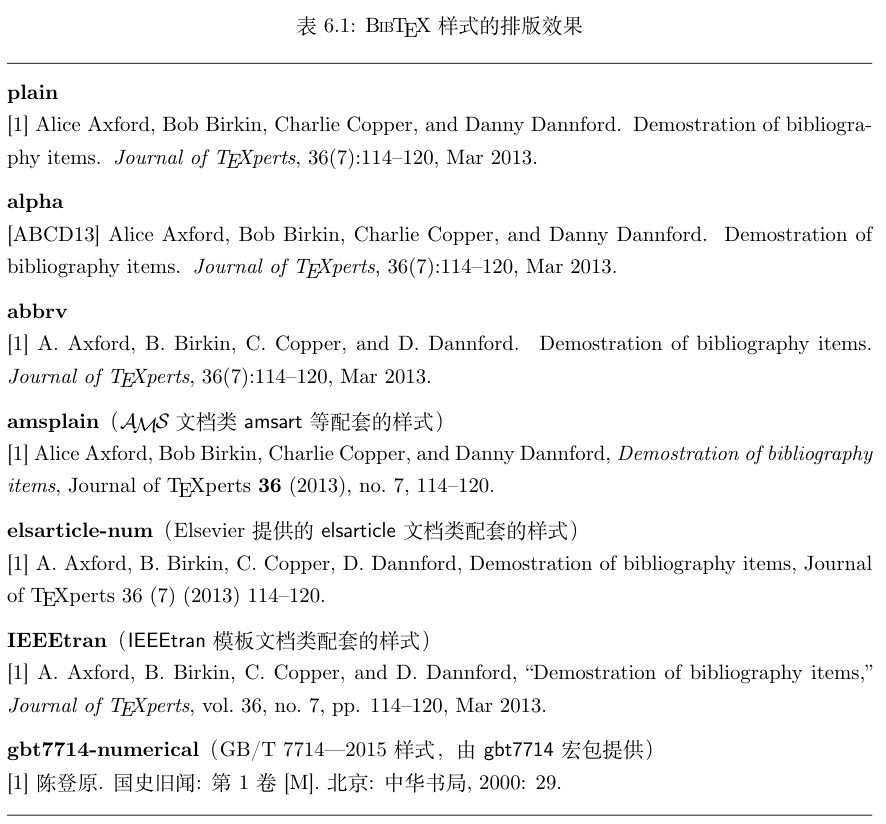 表 6.1: BIBTEX 样式的排版效果
plain
[1] Alice Axford, Bob Birkin, Charlie Copper, and Danny Dannford. Demostration of bibliogra-
phy items. Journal of TEXperts, 36(7):114–120, Mar 2013.
alpha
[ABCD13] Alice Axford, Bob Birkin, Charlie Copper, and Danny Dannford. Demostration of
bibliography items. Journal of TEXperts, 36(7):114–120, Mar 2013.
abbrv
[1] A. Axford, B. Birkin, C. Copper, and D. Dannford. Demostration of bibliography items.
Journal of TEXperts, 36(7):114–120, Mar 2013.
amsplain（AMS 文档类 amsart 等配套的样式）
[1] Alice Axford, Bob Birkin, Charlie Copper, and Danny Dannford, Demostration of bibliography
items, Journal of TEXperts 36 (2013), no. 7, 114–120.
elsarticle-num（Elsevier 提供的 elsarticle 文档类配套的样式）
[1] A. Axford, B. Birkin, C. Copper, D. Dannford, Demostration of bibliography items, Journal
of TEXperts 36 (7) (2013) 114–120.
IEEEtran（IEEEtran 模板文档类配套的样式）
[1] A. Axford, B. Birkin, C. Copper, and D. Dannford, “Demostration of bibliography items,”
Journal of TEXperts, vol. 36, no. 7, pp. 114–120, Mar 2013.
gbt7714-numerical（GB/T 7714—2015 样式，由 gbt7714 宏包提供）
[1] 陈登原. 国史旧闻: 第 1 卷 [M]. 北京: 中华书局, 2000: 29.